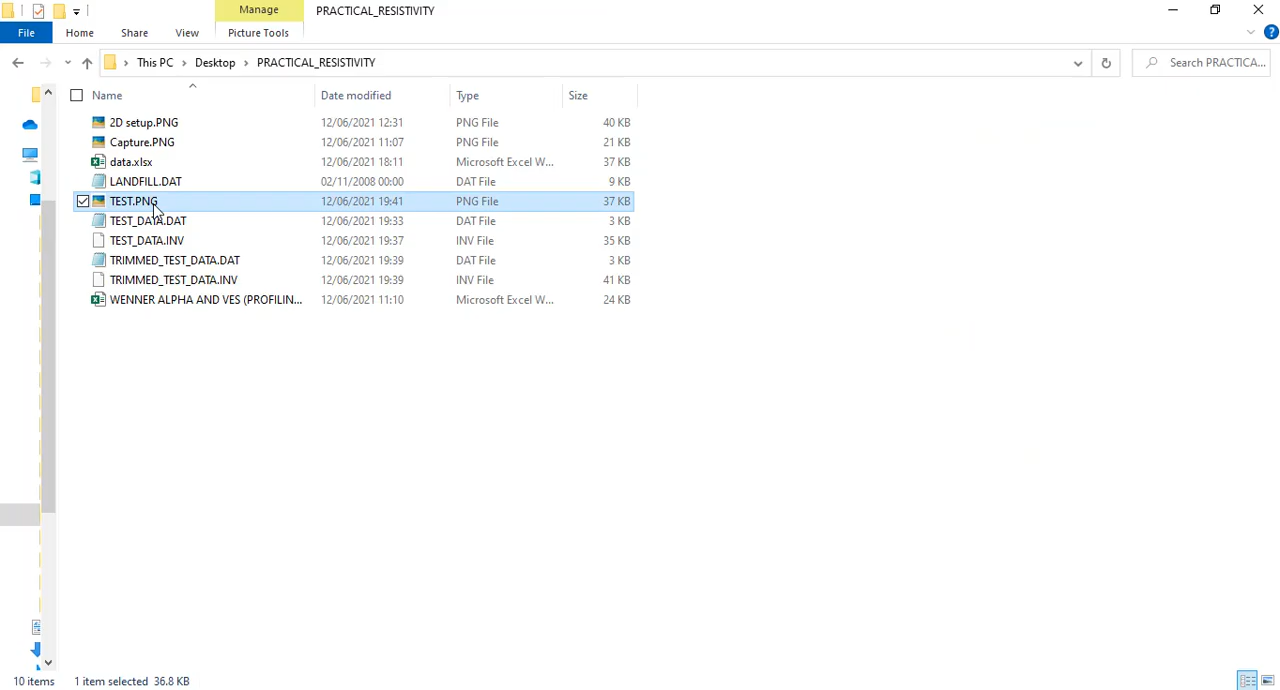 Manage PRACTICAL_RESISTIVITY
File Home Share View Picture Tools
This PC Desktop PRACTICAL_RESISTIVITY Search PRACTICA...
Name Date modified Type Size
2D setup.PNG 12/06/2021 12:31 PNG File 40 KB
Capture.PNG 12/06/2021 11:07 PNG File 21 KB
data.xlsx 12/06/2021 18:11 Microsoft Excel W... 37 KB
LANDFILL.DAT 02/11/2008 00:00 DAT File 9 KB
TEST.PNG 12/06/2021 19:41 PNG File 37 KB
TEST_DATA.DAT 12/06/2021 19:33 DAT File 3 KB
TEST_DATA.INV 12/06/2021 19:37 INV File 35 KB
TRIMMED_TEST_DATA.DAT 12/06/2021 19:39 DAT File 3 KB
TRIMMED_TEST_DATA.INV 12/06/2021 19:39 INV File 41 KB
WENNER ALPHA AND VES (PROFILIN... 12/06/2021 11:10 Microsoft Excel W... 24 KB
10 items 1 item selected 36.8 KB